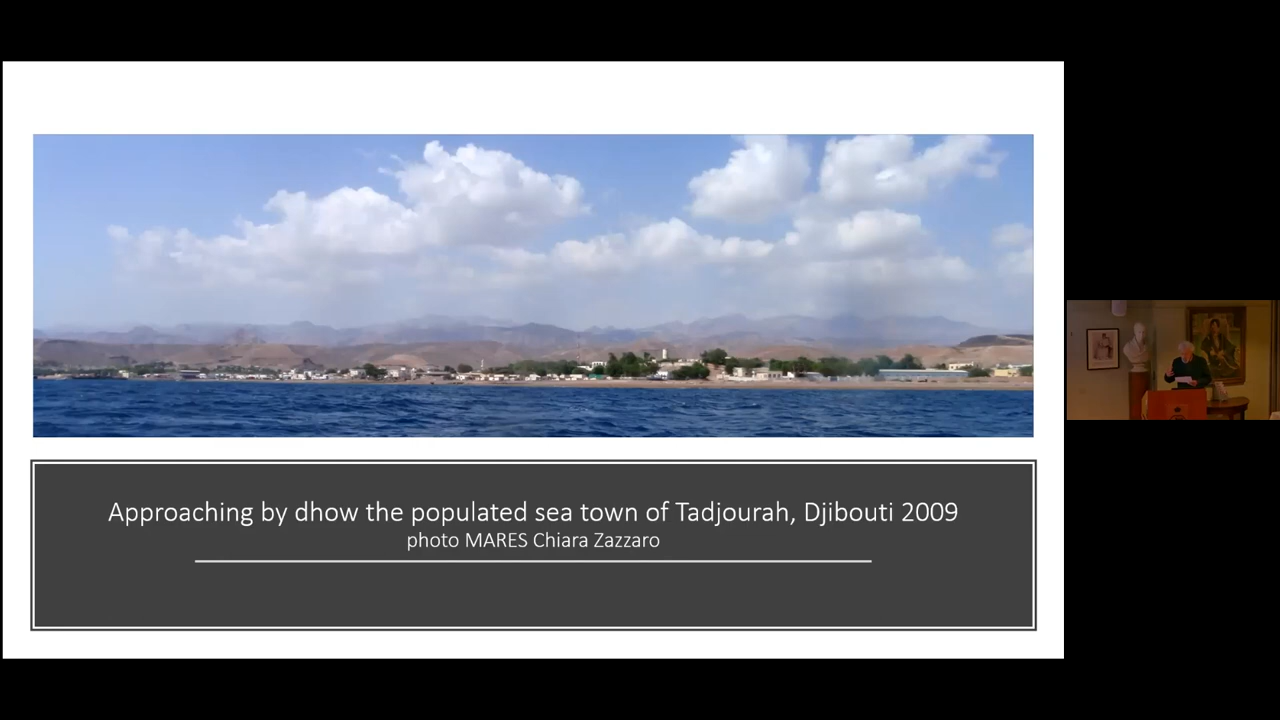 Approaching by dhow the populated sea town of Tadjourah, Djibouti 2009
photo MARES Chiara Zazzaro